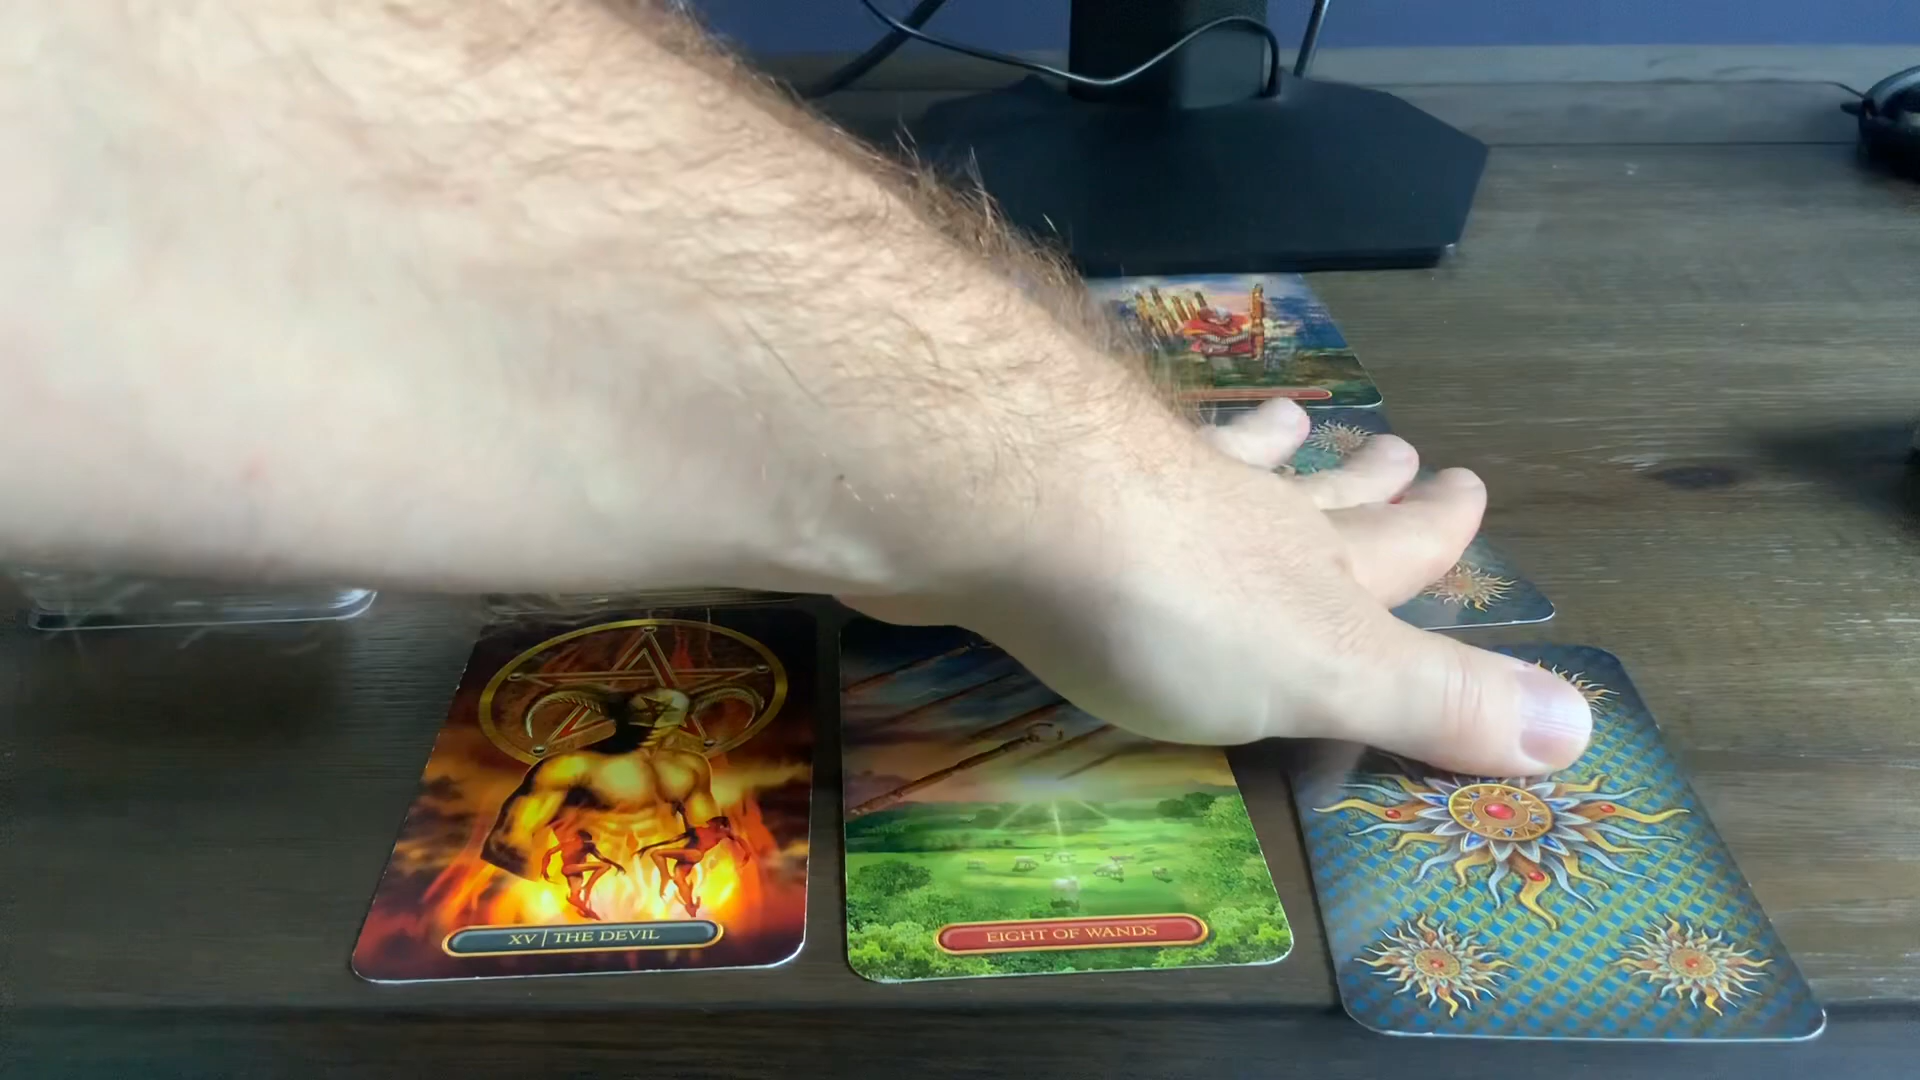 XV | THE DEVIL
EIGHT OF WANDS